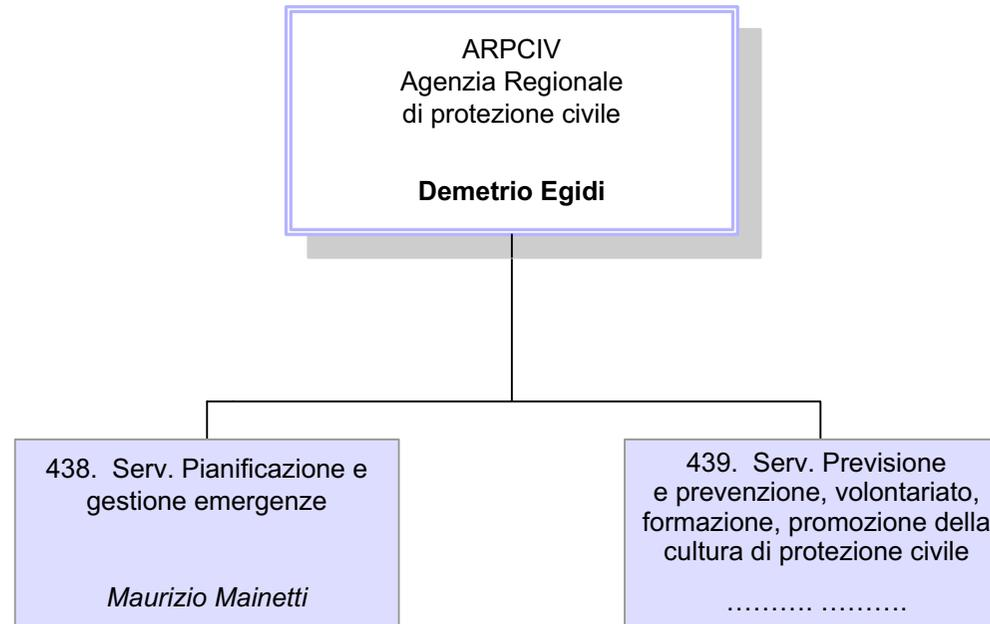 ARPCIV
Agenzia Regionale
di protezione civile
Demetrio Egidi
438. Serv. Pianificazione e
gestione emergenze
Maurizio Mainetti
439. Serv. Previsione
e prevenzione, volontariato,
formazione, promozione della
cultura di protezione civile
.......... ..........